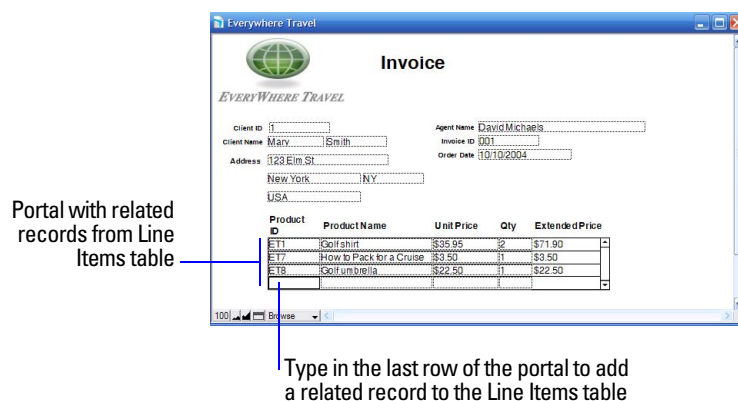 Everywhere Travel
Invoice
EVERYWHERE TRAVEL
Client ID 1
Agent Name David Michaels
Client Name Mary Smith
Invoice ID 001
Order Date 10/10/2004
Address 123 Elm St
New York NY
USA
Portal with related
records from Line
Items table
Product ID Product Name Unit Price Qty Extended Price
ET1 Golf shirt $35.95 2 $71.90
ET7 How to Pack for a Cruise $3.50 1 $3.50
ET8 Golf umbrella $22.50 1 $22.50
100 Browse
Type in the last row of the portal to add
a related record to the Line Items table